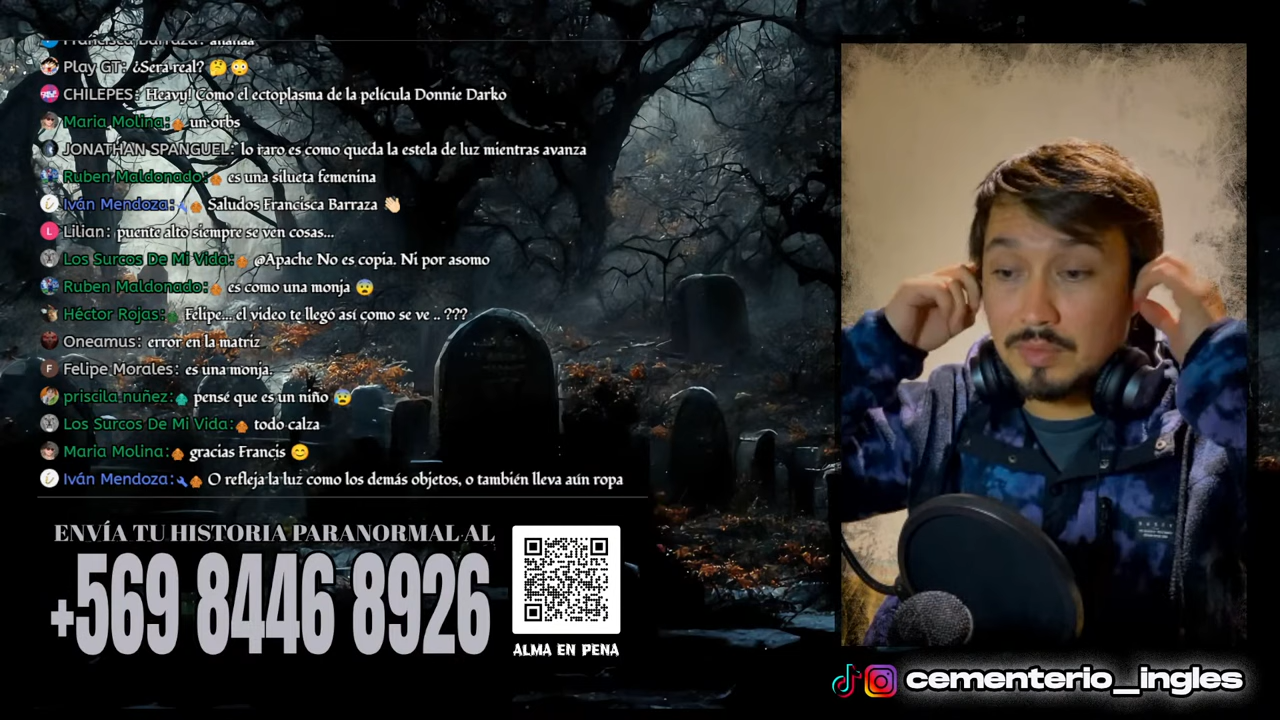 Francisca Barraza: ananaa
Play GT: ¿Será real? 🤔😳
CHILEPES: Heavy! Cómo el ectoplasma de la película Donnie Darko
Maria Molina: un orbs
JONATHAN SPANGUEL: lo raro es como queda la estela de luz mientras avanza
Ruben Maldonado: es una silueta femenina
Iván Mendoza: Saludos Francisca Barraza 👋🏻
L Lilian: puente alto siempre se ven cosas...
Los Surcos De Mi Vida: @Apache No es copia. Ni por asomo
Ruben Maldonado: es como una monja 😨
Héctor Rojas: Felipe... el video te llegó así como se ve .. ???
Oneamus: error en la matriz
F Felipe Morales: es una monja.
priscila nuñez: pensé que es un niño 😰
Los Surcos De Mi Vida: todo calza
Maria Molina: gracias Francis 😊
Iván Mendoza: O refleja la luz como los demás objetos, o también lleva aún ropa
ENVÍA TU HISTORIA PARANORMAL AL
+569 8446 8926
ALMA EN PENA
cementerio_ingles